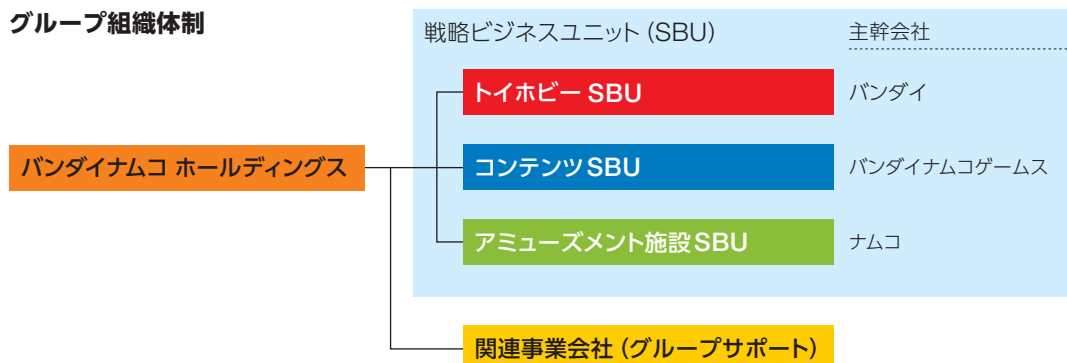 グループ組織体制
戦略ビジネスユニット(SBU) 主幹会社
トイホビー SBU バンダイ
バンダイナムコ ホールディングス コンテンツSBU バンダイナムコゲームス
アミューズメント施設SBU ナムコ
関連事業会社(グループサポート)